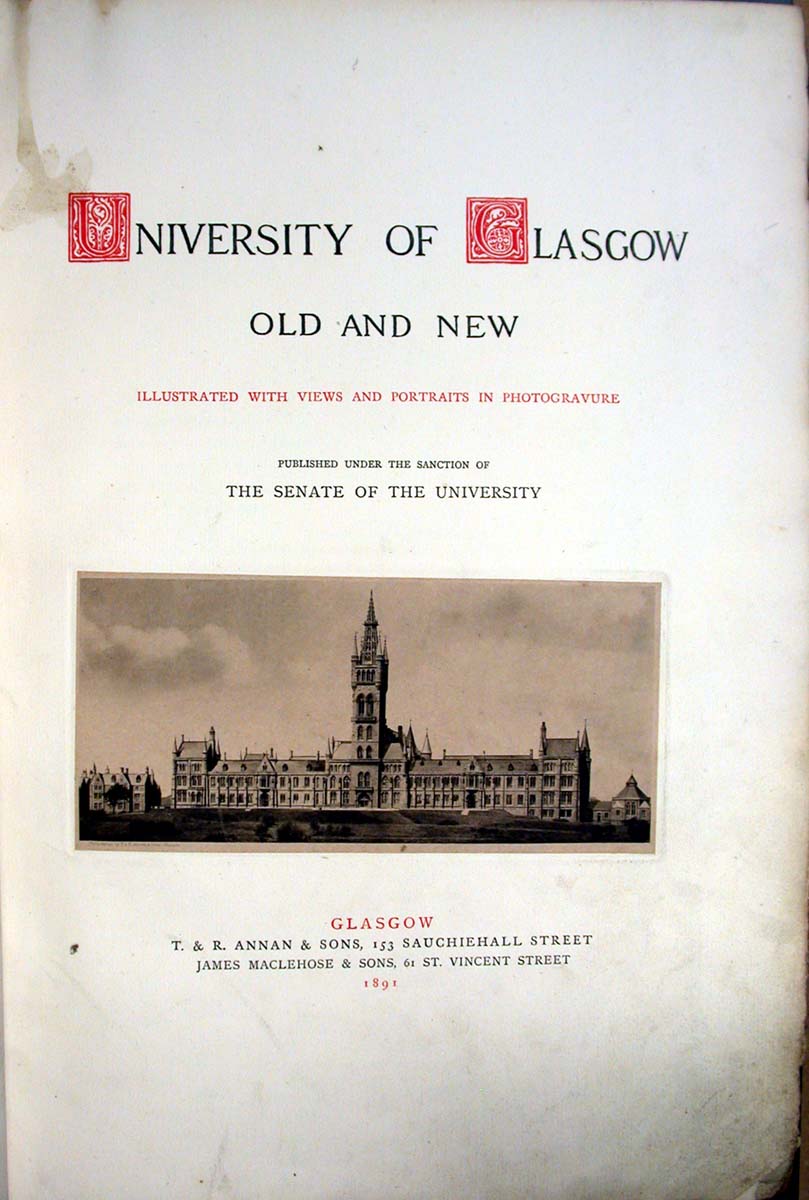 UNIVERSITY OF GLASGOW
OLD AND NEW
ILLUSTRATED WITH VIEWS AND PORTRAITS IN PHOTOGRAVURE
PUBLISHED UNDER THE SANCTION OF
THE SENATE OF THE UNIVERSITY
GLASGOW
T. & R. ANNAN & SONS, 153 SAUCHIEHALL STREET
JAMES MACLEHOSE & SONS, 61 ST. VINCENT STREET
1891